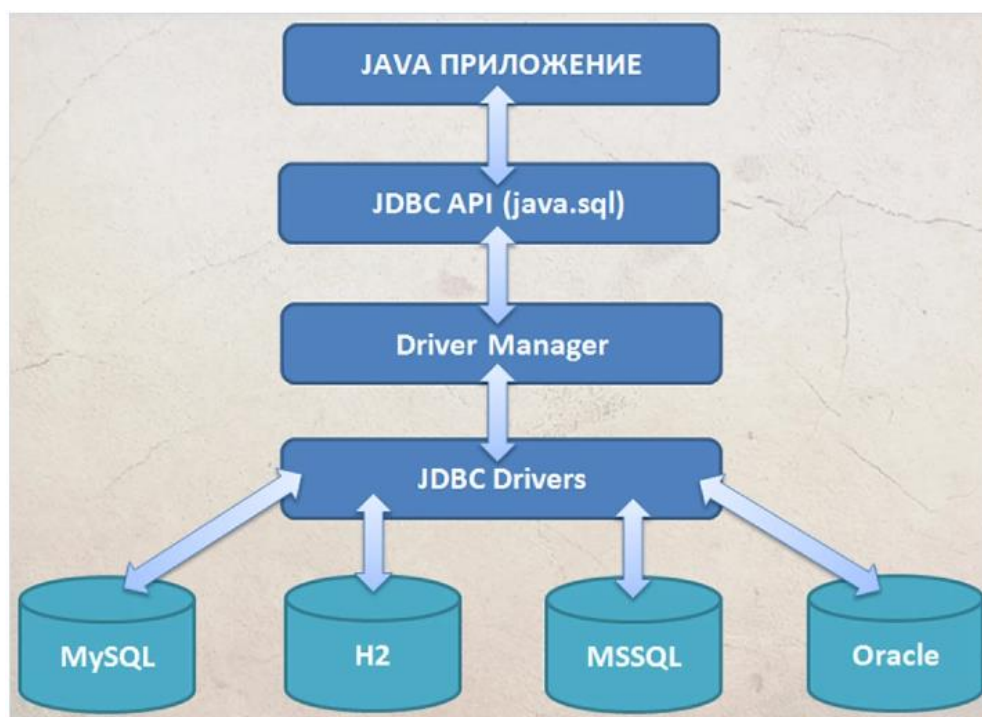 JAVA ПРИЛОЖЕНИЕ
JDBC API (java.sql)
Driver Manager
JDBC Drivers
MySQL
H2
MSSQL
Oracle